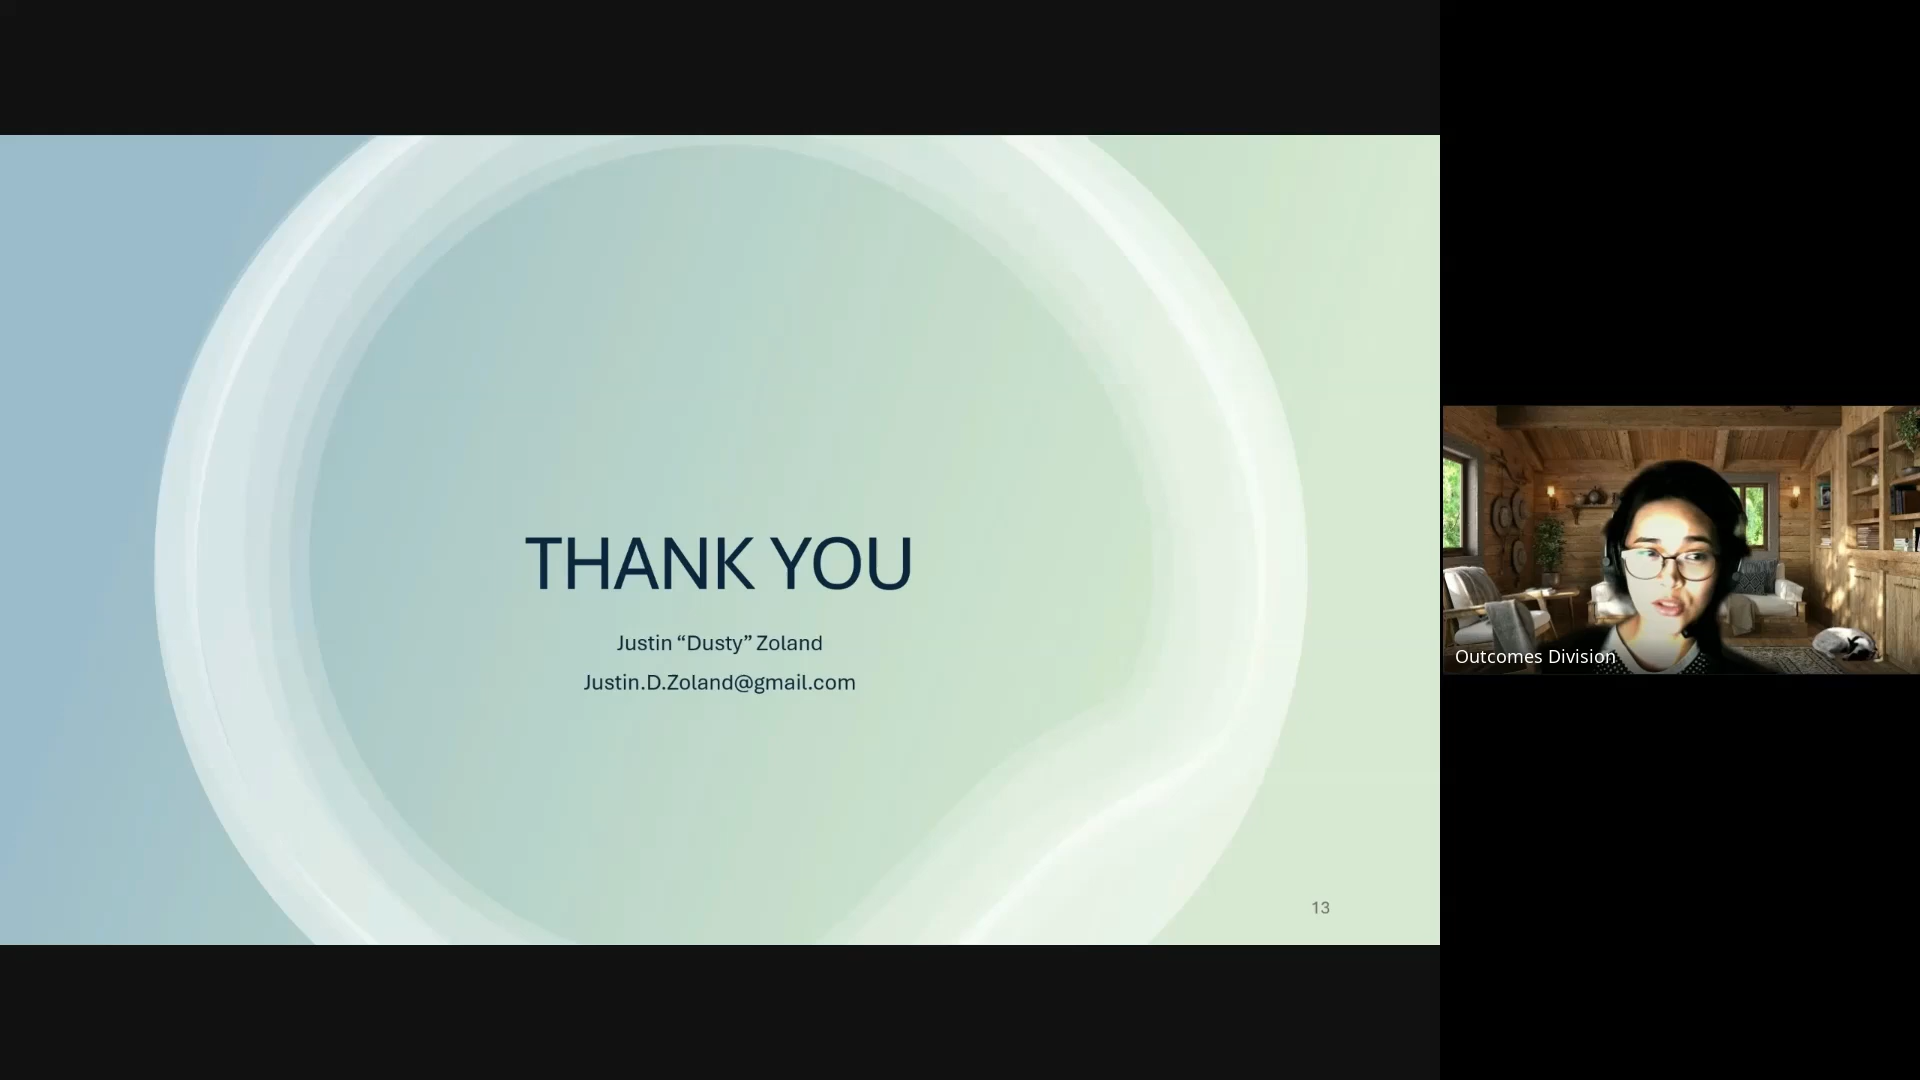 THANK YOU
Justin “Dusty” Zoland
Justin.D.Zoland@gmail.com
13
Outcomes Division